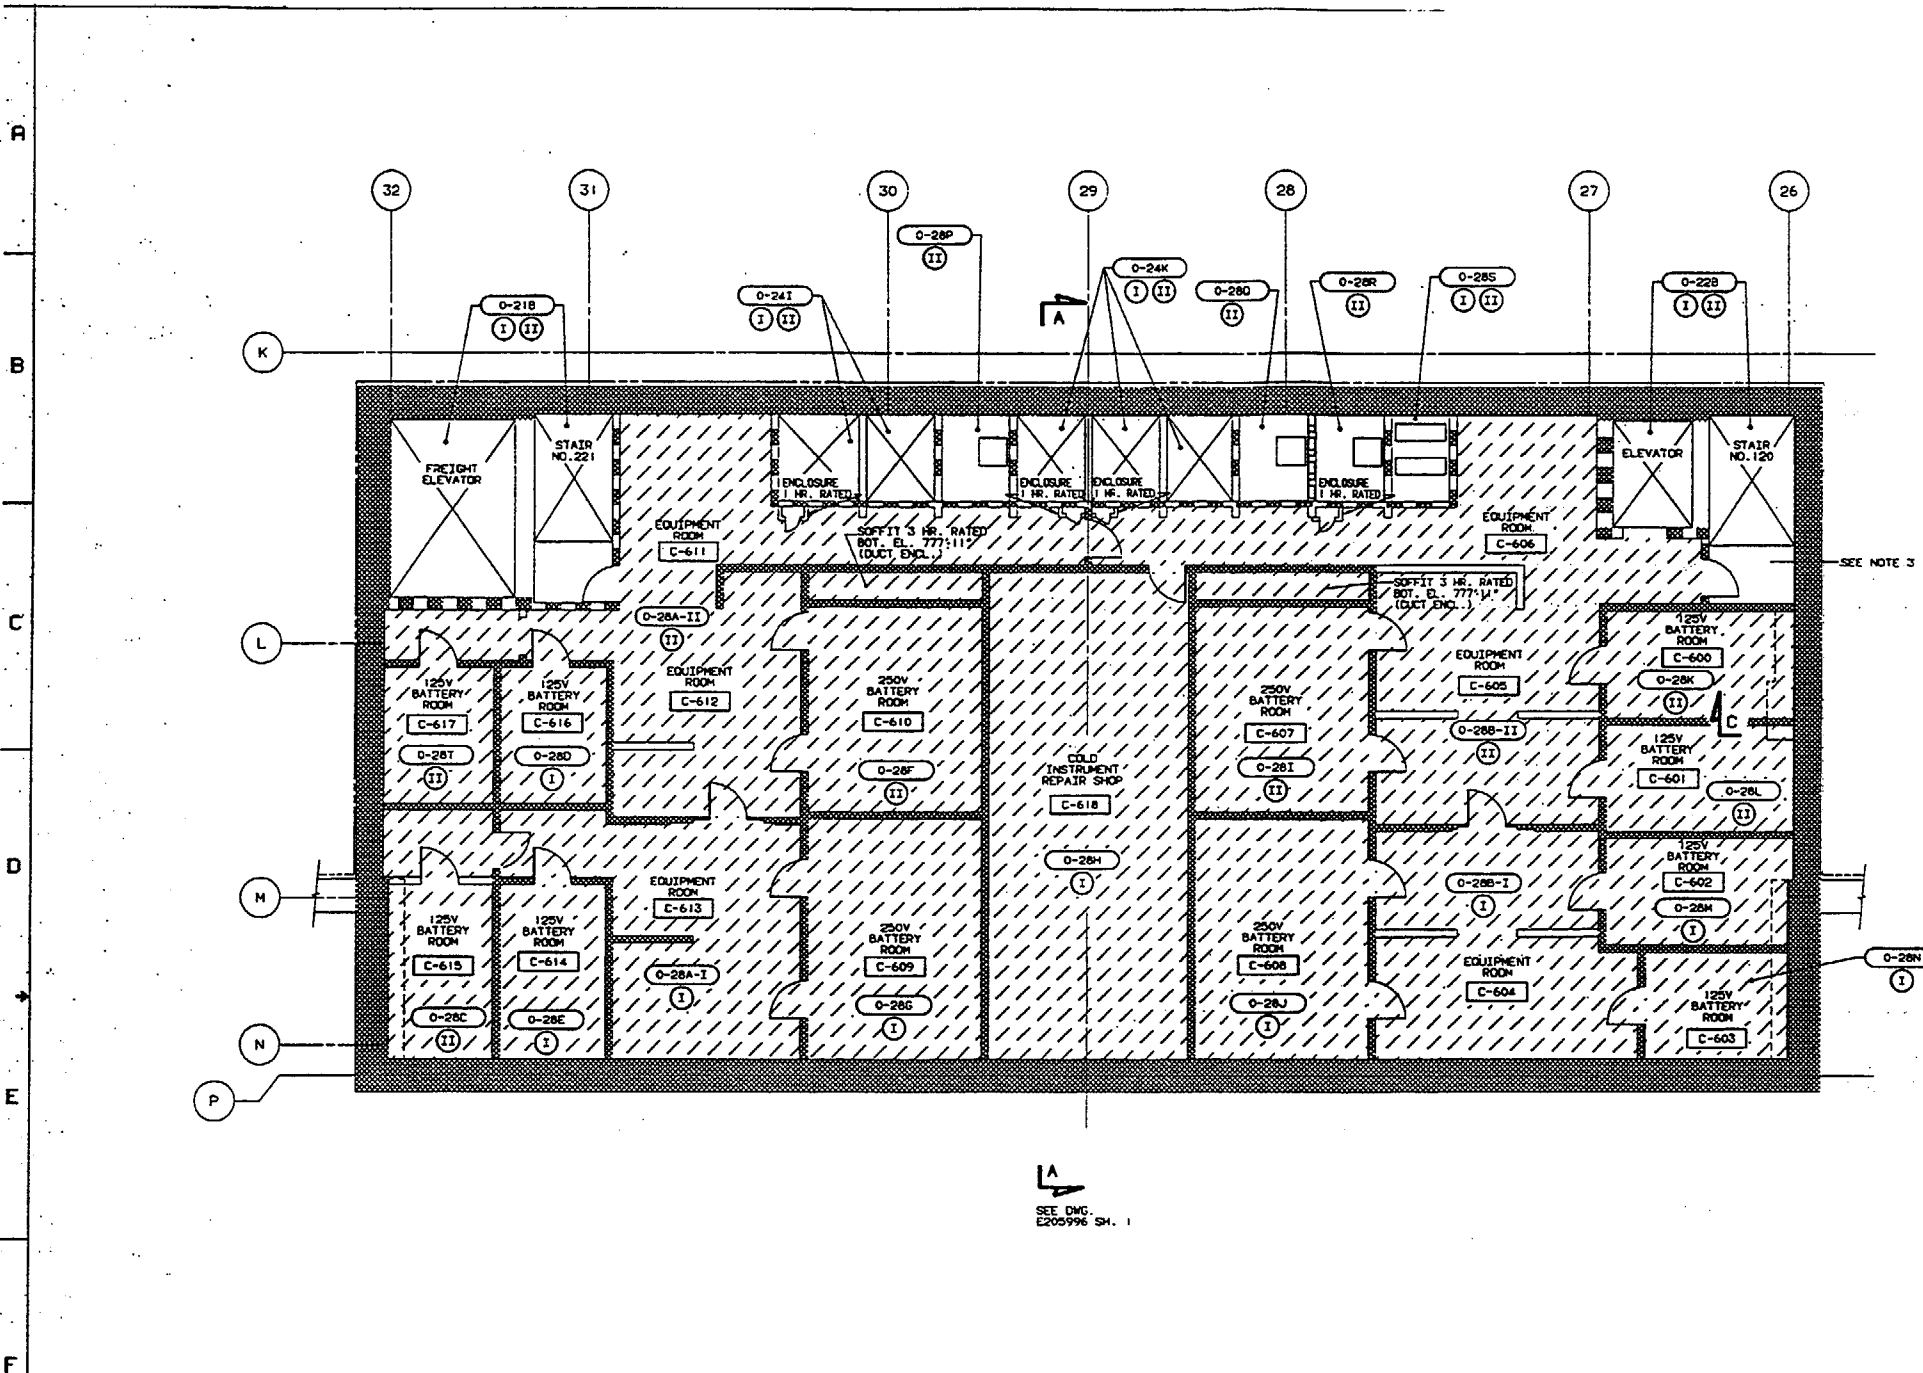 A
32
31
30
29
28
27
26
0-28P
II
0-24K
I II
0-28Q
II
0-28R
II
0-28S
I II
0-22B
I II
0-21B
I II
0-24I
I II
A
K
B
STAIR
NO.221
FREIGHT
ELEVATOR
ENCLOSURE
1 HR. RATED
ENCLOSURE
1 HR. RATED
ENCLOSURE
1 HR. RATED
ENCLOSURE
1 HR. RATED
ELEVATOR
STAIR
NO.120
EQUIPMENT
ROOM
C-611
SOFFIT 3 HR. RATED
BOT. EL. 777'-11"
(DUCT ENCL.)
EQUIPMENT
ROOM
C-606
SEE NOTE 3
SOFFIT 3 HR. RATED
BOT. EL. 777'-11"
(DUCT ENCL.)
C
L
0-28A-II
II
EQUIPMENT
ROOM
C-612
125V
BATTERY
ROOM
C-617
0-28T
II
125V
BATTERY
ROOM
C-616
0-28D
I
250V
BATTERY
ROOM
C-610
0-28F
II
COLD
INSTRUMENT
REPAIR SHOP
C-618
0-28H
I
250V
BATTERY
ROOM
C-607
0-28I
II
EQUIPMENT
ROOM
C-605
0-28B-II
II
125V
BATTERY
ROOM
C-600
0-28K
II
C
125V
BATTERY
ROOM
C-601
0-28L
II
D
M
125V
BATTERY
ROOM
C-615
0-28C
II
125V
BATTERY
ROOM
C-614
0-28E
I
EQUIPMENT
ROOM
C-613
0-28A-I
I
250V
BATTERY
ROOM
C-609
0-28G
I
250V
BATTERY
ROOM
C-608
0-28J
I
0-28B-I
I
EQUIPMENT
ROOM
C-604
125V
BATTERY
ROOM
C-602
0-28M
I
0-28N
I
125V
BATTERY
ROOM
C-603
N
E
P
A
SEE DWG.
E205996 SH. 1
F